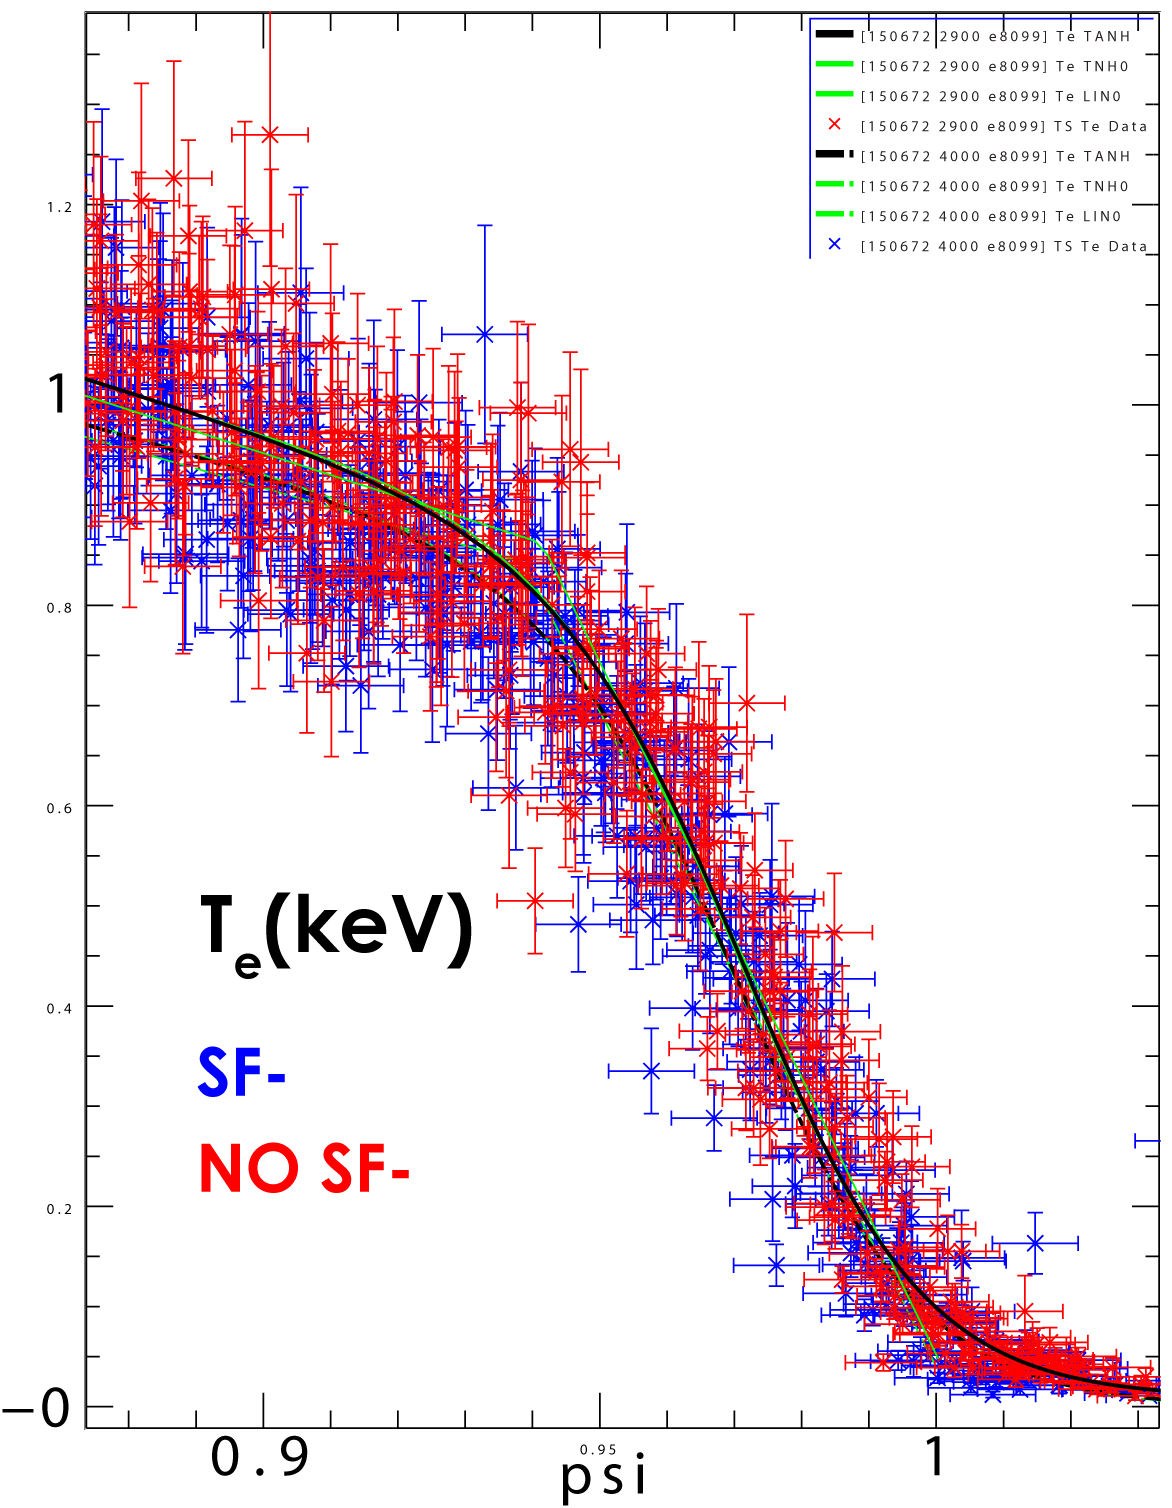 [150672 2900 e8099] Te TANH
[150672 2900 e8099] Te TNH0
[150672 2900 e8099] Te LIN0
[150672 2900 e8099] TS Te Data
[150672 4000 e8099] Te TANH
[150672 4000 e8099] Te TNH0
[150672 4000 e8099] Te LIN0
[150672 4000 e8099] TS Te Data
1.2
1
0.8
0.6
Te(keV)
0.4
SF-
NO SF-
0.2
−0
0.9
0.95
1
psi